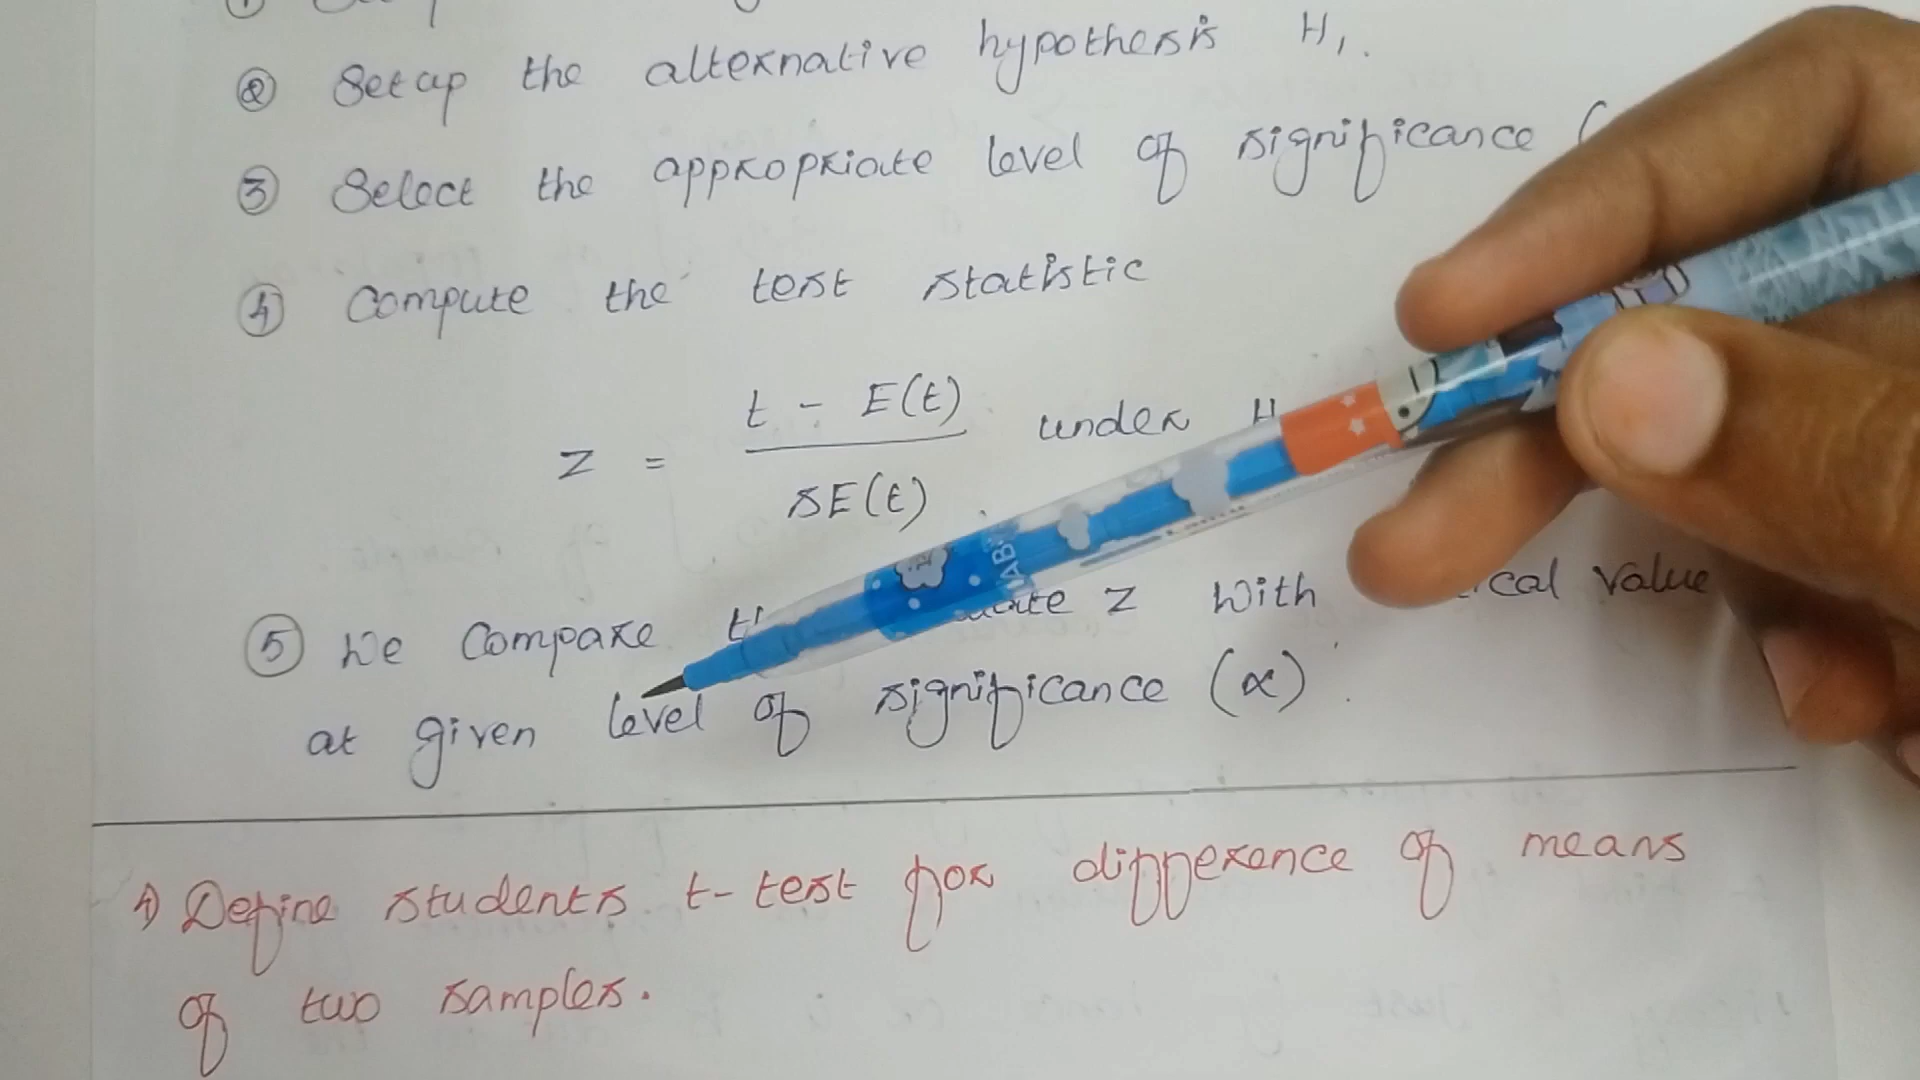 ② Set up the alternative hypothesis H₁.
③ Select the appropriate level of significance (
④ Compute the test statistic
z = t - E(t) / SE(t) under H
⑤ We compare z with value
at given level of significance (α).
4) Define students t-test for difference of means
of two samples.